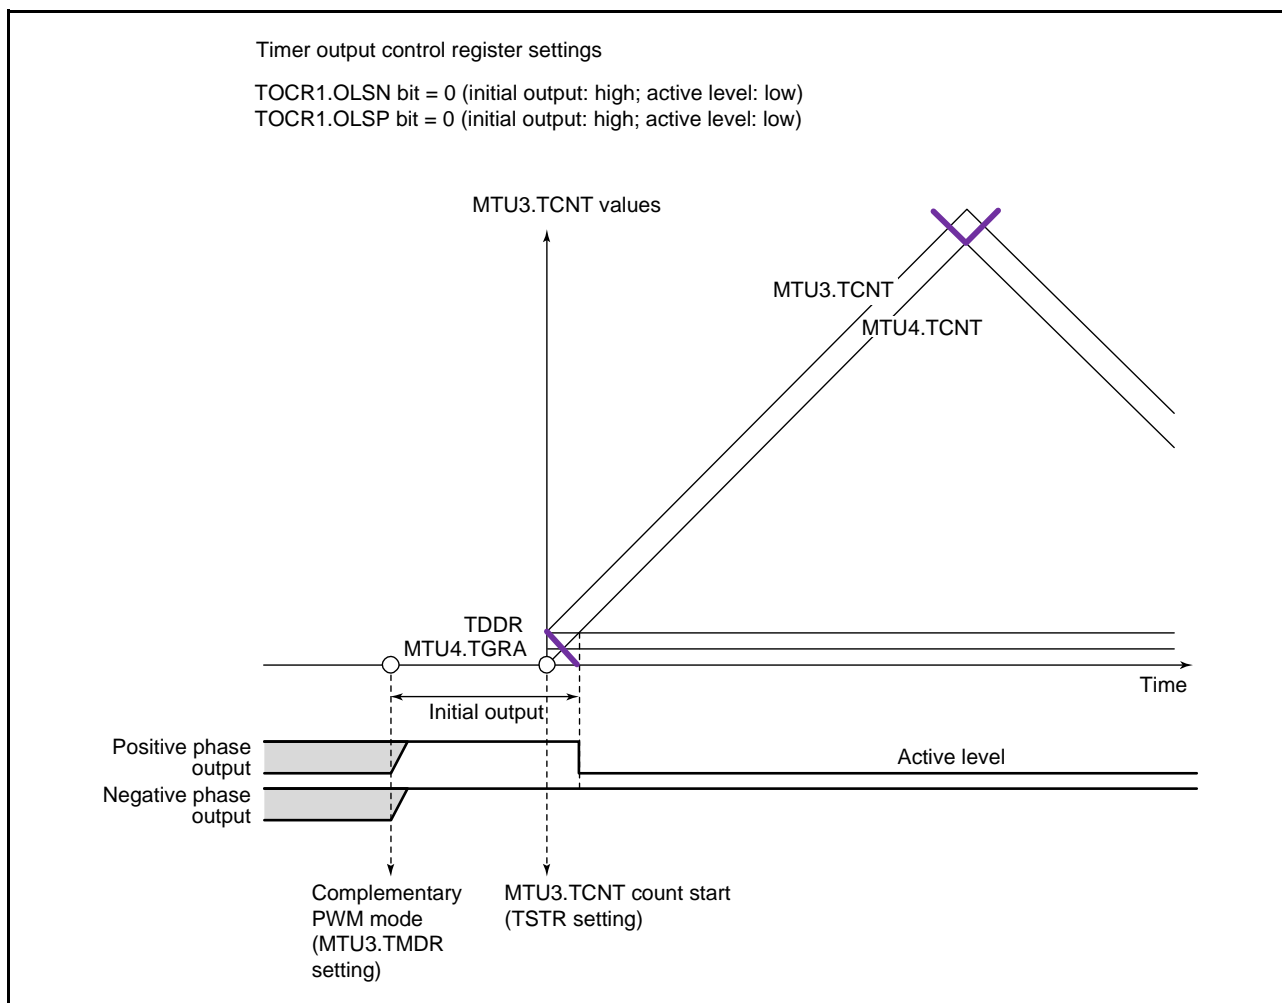 Timer output control register settings
TOCR1.OLSN bit = 0 (initial output: high; active level: low)
TOCR1.OLSP bit = 0 (initial output: high; active level: low)
MTU3.TCNT values
MTU3.TCNT
MTU4.TCNT
TDDR
MTU4.TGRA
Time
Initial output
Positive phase
output
Active level
Negative phase
output
Complementary
PWM mode
(MTU3.TMDR
setting)
MTU3.TCNT count start
(TSTR setting)